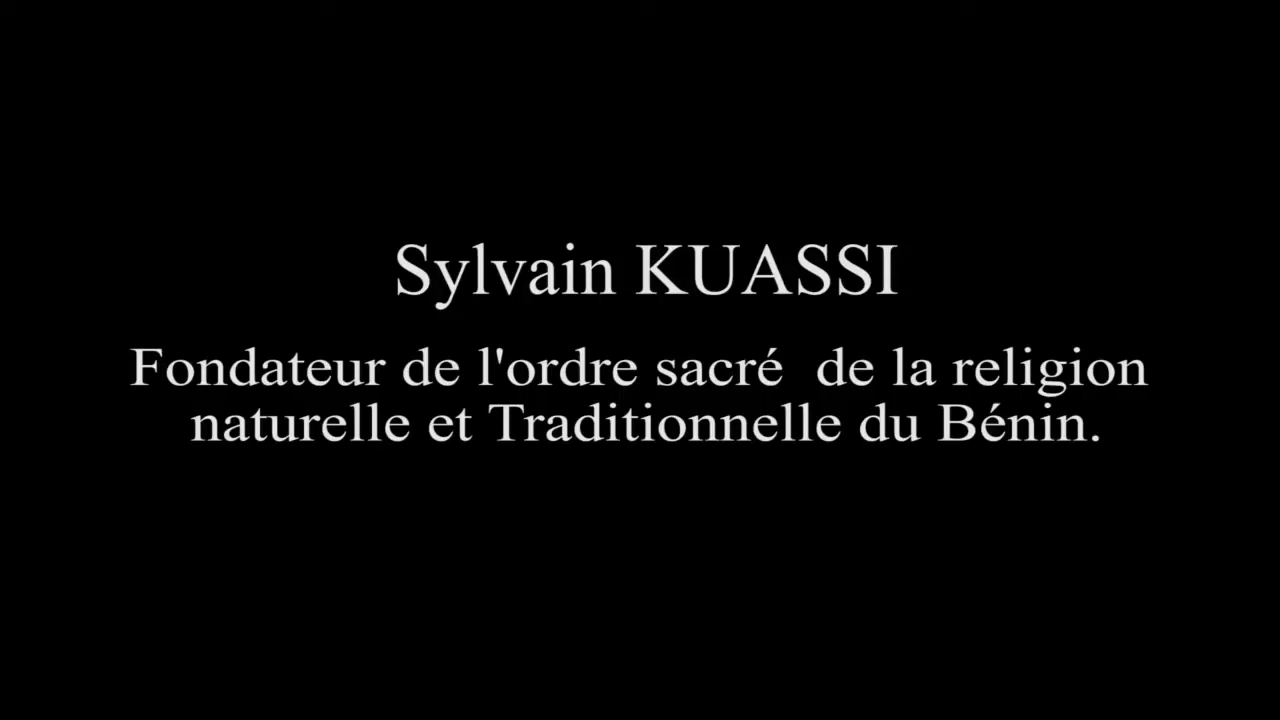 Sylvain KUASSI
Fondateur de l'ordre sacré  de la religion
naturelle et Traditionnelle du Bénin.